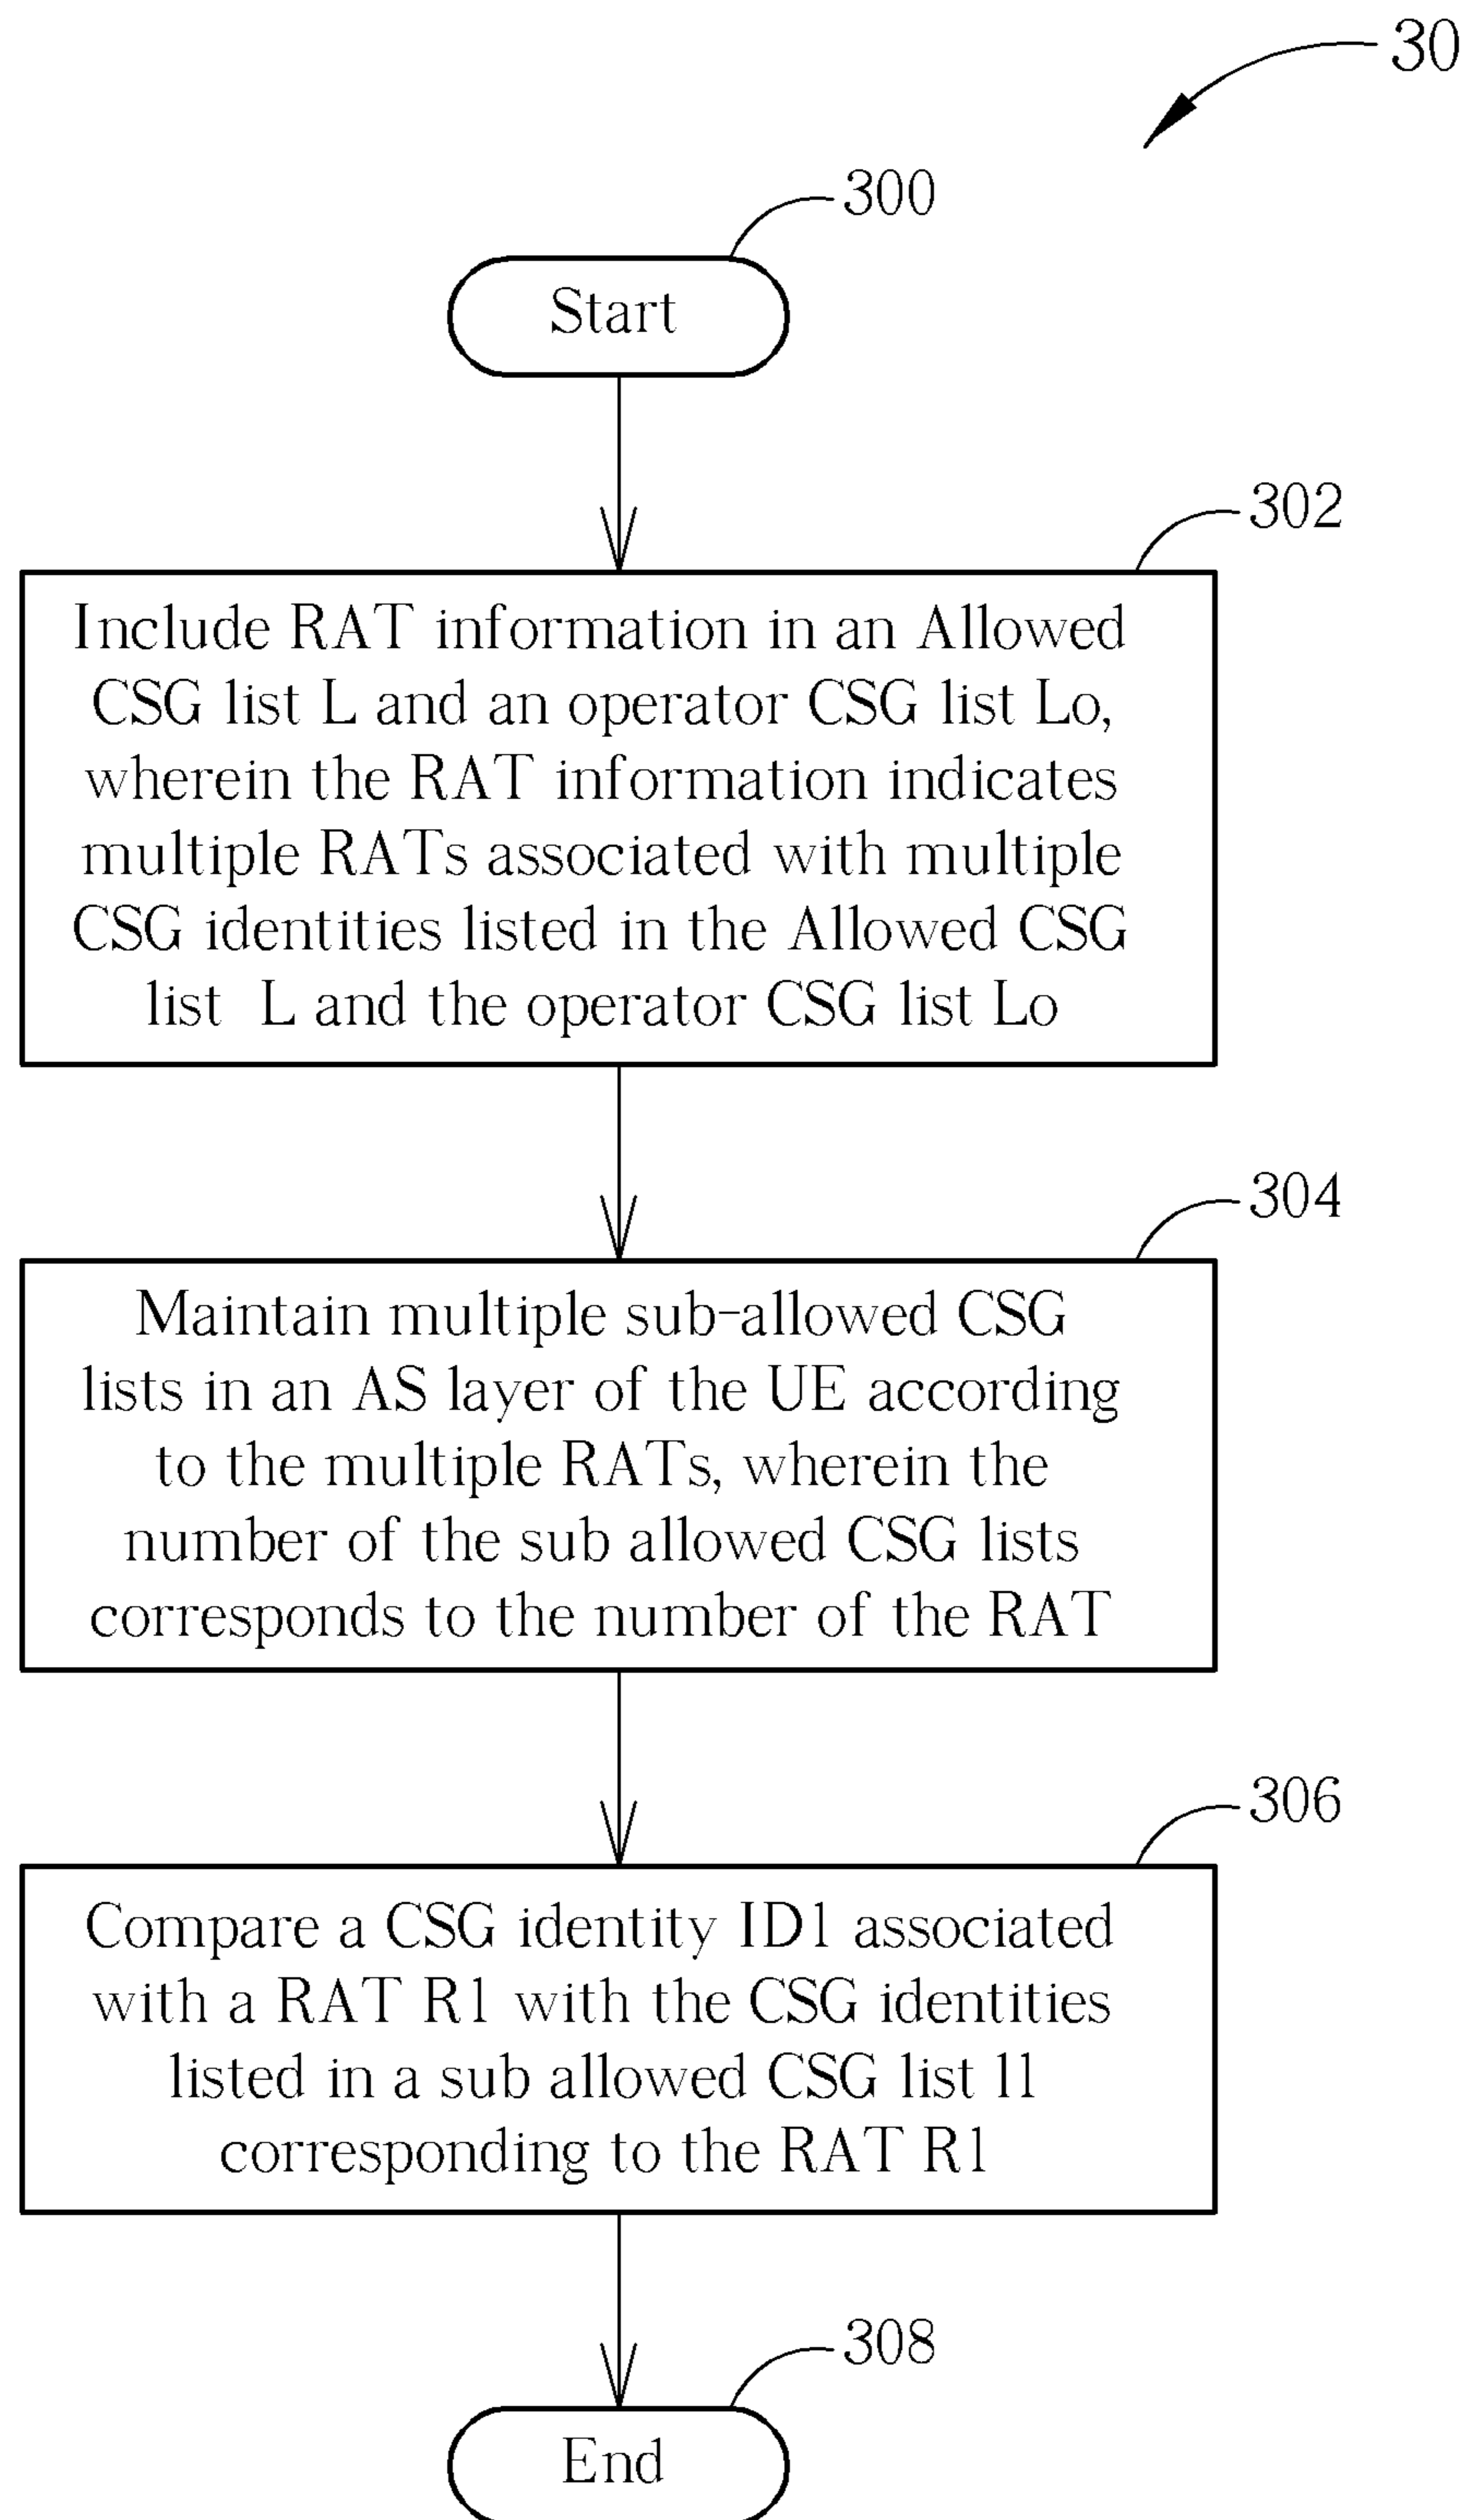 30
300
Start
302
Include RAT information in an Allowed
CSG list L and an operator CSG list Lo,
wherein the RAT information indicates
multiple RATs associated with multiple
CSG identities listed in the Allowed CSG
list L and the operator CSG list Lo
304
Maintain multiple sub-allowed CSG
lists in an AS layer of the UE according
to the multiple RATs, wherein the
number of the sub allowed CSG lists
corresponds to the number of the RAT
306
Compare a CSG identity ID1 associated
with a RAT R1 with the CSG identities
listed in a sub allowed CSG list l1
corresponding to the RAT R1
308
End